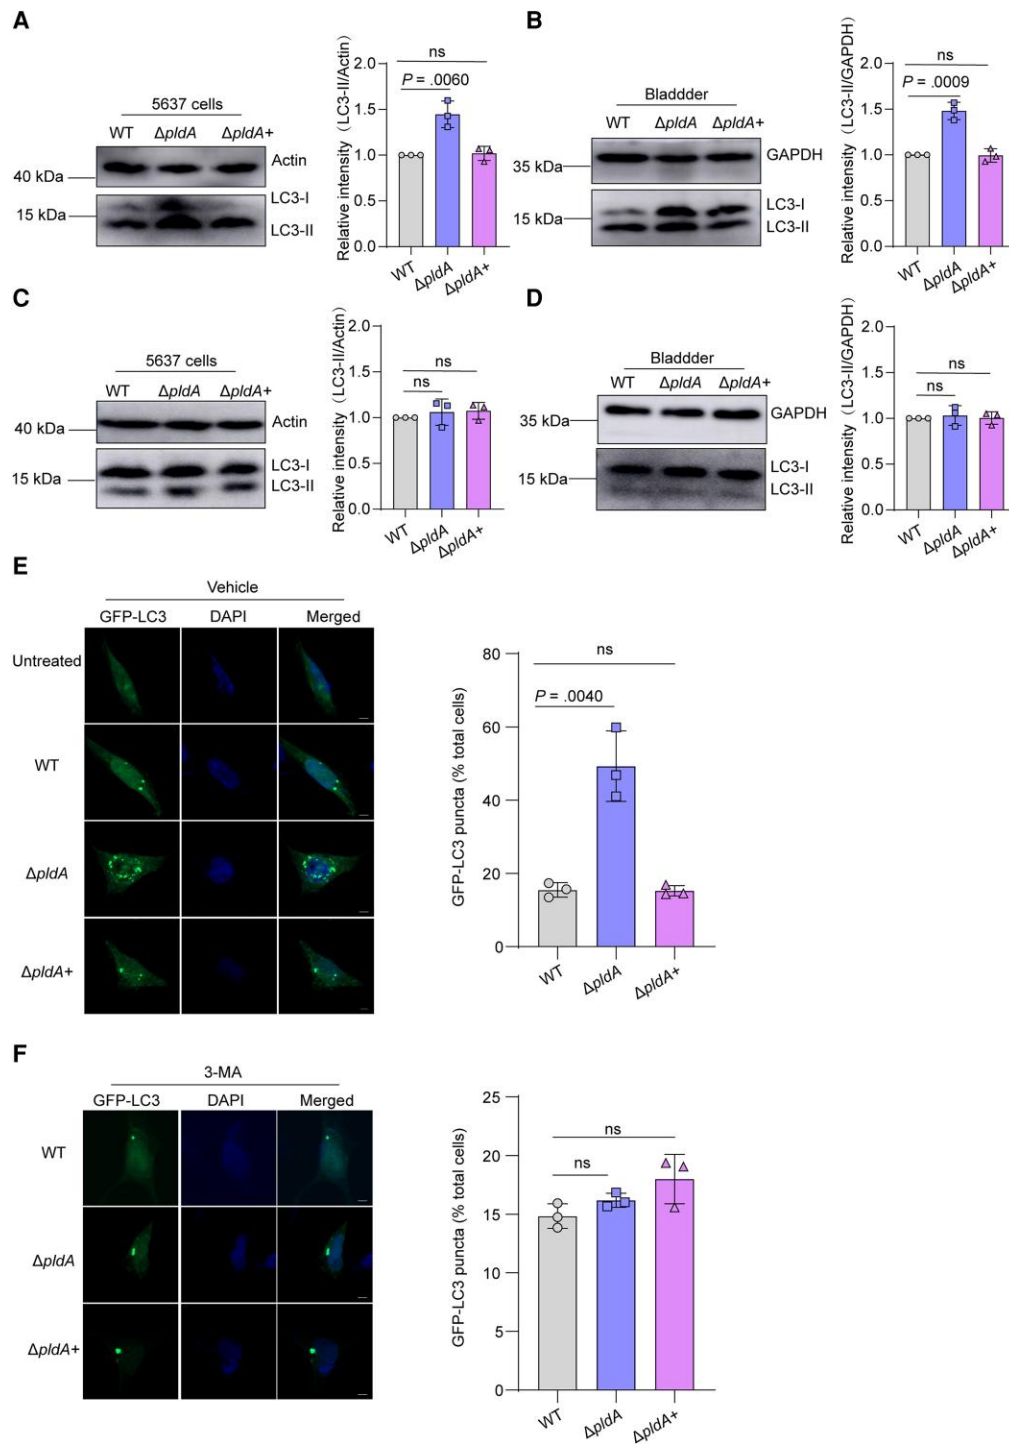 A
5637 cells
WT ΔpldA ΔpldA+
Actin
40 kDa
LC3-I
15 kDa
LC3-II
Relative intensity (LC3-II/Actin)
2.0
1.5
1.0
0.5
0.0
ns
P = .0060
WT ΔpldA ΔpldA+
B
Bladdder
WT ΔpldA ΔpldA+
GAPDH
35 kDa
LC3-I
15 kDa
LC3-II
Relative intensity (LC3-II/GAPDH)
2.0
1.5
1.0
0.5
0.0
ns
P = .0009
WT ΔpldA ΔpldA+
C
5637 cells
WT ΔpldA ΔpldA+
Actin
40 kDa
LC3-I
15 kDa
LC3-II
Relative intensity (LC3-II/Actin)
2.0
1.5
1.0
0.5
0.0
ns
ns
WT ΔpldA ΔpldA+
D
Bladdder
WT ΔpldA ΔpldA+
GAPDH
35 kDa
LC3-I
15 kDa
LC3-II
Relative intensity (LC3-II/GAPDH)
2.0
1.5
1.0
0.5
0.0
ns
ns
WT ΔpldA ΔpldA+
E
Vehicle
GFP-LC3 DAPI Merged
Untreated
WT
ΔpldA
ΔpldA+
GFP-LC3 puncta (% total cells)
80
60
40
20
0
ns
P = .0040
WT ΔpldA ΔpldA+
F
3-MA
GFP-LC3 DAPI Merged
WT
ΔpldA
ΔpldA+
GFP-LC3 puncta (% total cells)
25
20
15
10
5
0
ns
ns
WT ΔpldA ΔpldA+